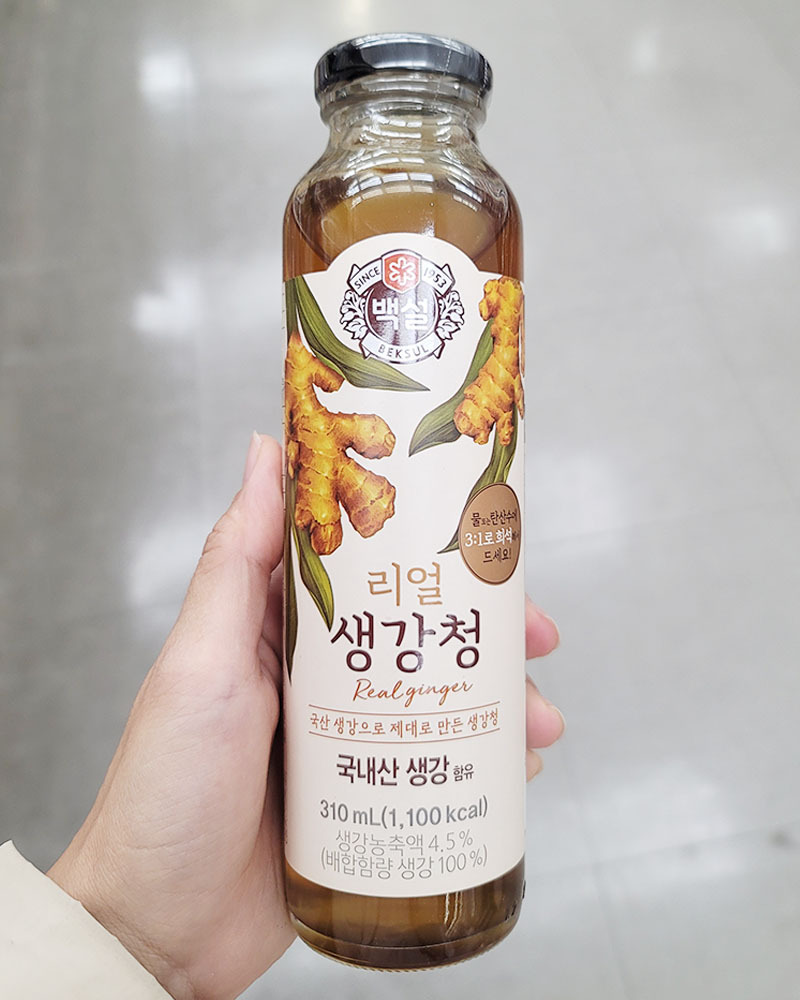 SINCE 1953
백설
BEKSUL
물 또는 탄산수에
3:1로 희석
드세요!
리얼
생강청
Real ginger
국산 생강으로 제대로 만든 생강청
국내산 생강 함유
310 mL(1,100 kcal)
생강농축액 4.5%
(배합함량 생강 100%)